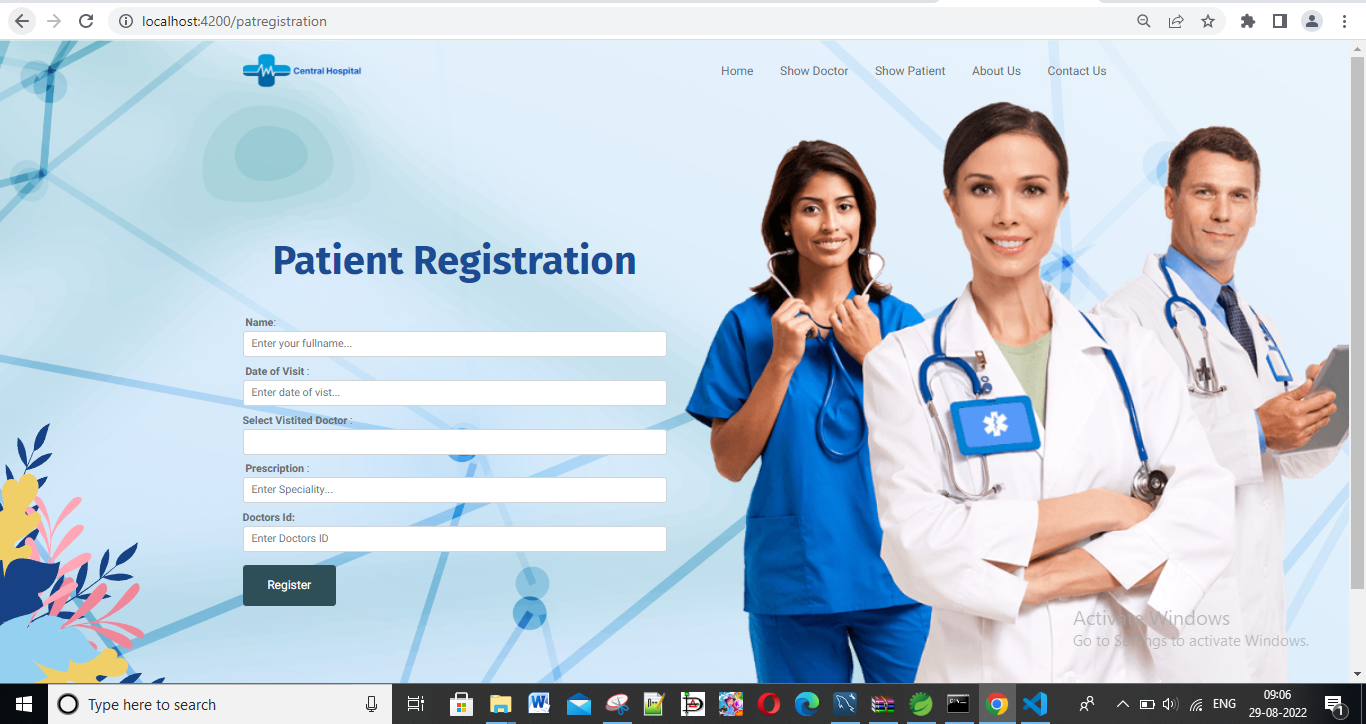 localhost:4200/patregistration
Central Hospital
Home Show Doctor Show Patient About Us Contact Us
Patient Registration
Name:
Enter your fullname...
Date of Visit :
Enter date of vist...
Select Vistited Doctor :
Prescription :
Enter Speciality...
Doctors Id:
Enter Doctors ID
Register
Activate Windows
Go to Settings to activate Windows.
Type here to search
ENG
09:06
29-08-2022
1